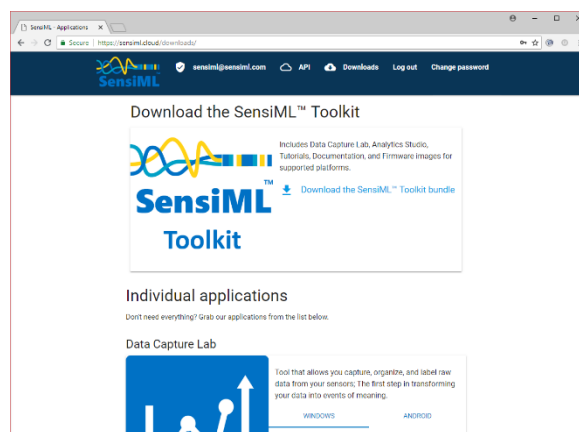 SensiML - Applications
Secure | https://sensiml.cloud/downloads/
SensiML
sensiml@sensiml.com API Downloads Log out Change password
Download the SensiML™ Toolkit
SensiML™
Toolkit
Includes Data Capture Lab, Analytics Studio,
Tutorials, Documentation, and Firmware images for
supported platforms.
Download the SensiML™ Toolkit bundle
Individual applications
Don't need everything? Grab our applications from the list below.
Data Capture Lab
Tool that allows you capture, organize, and label raw
data from your sensors; The first step in transforming
your data into events of meaning.
WINDOWS ANDROID